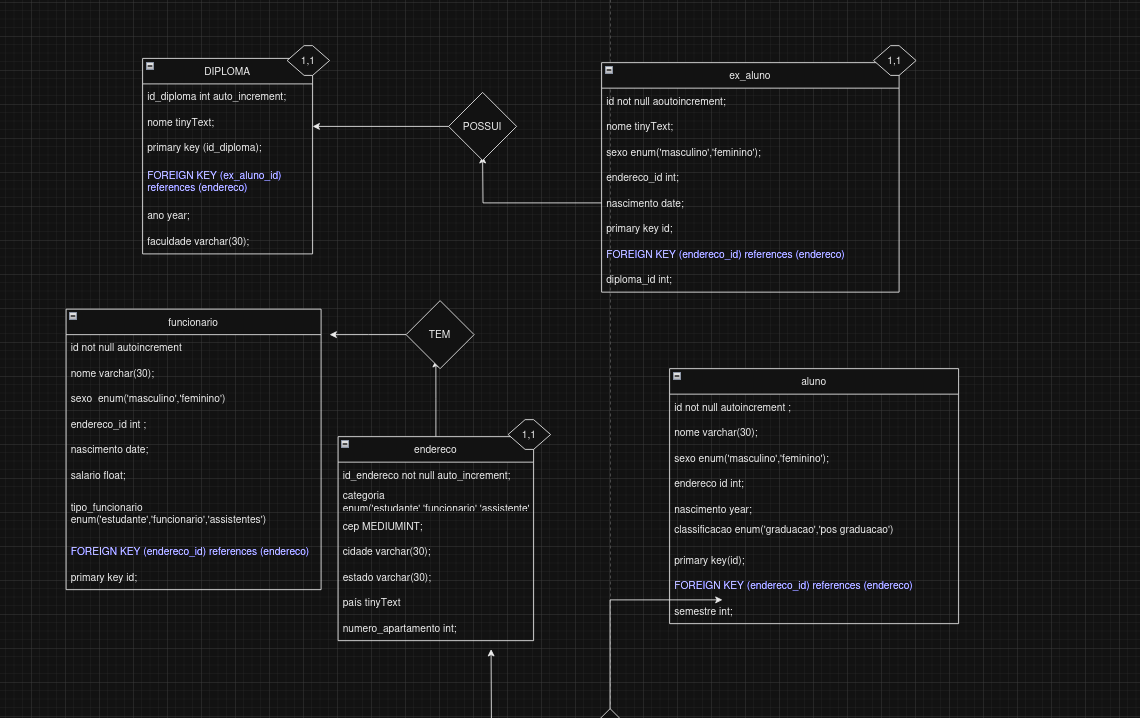 DIPLOMA
1,1
id_diploma int auto_increment;
nome tinyText;
primary key (id_diploma);
FOREIGN KEY (ex_aluno_id)
references (endereco)
ano year;
faculdade varchar(30);
POSSUI
ex_aluno
1,1
id not null aoutoincrement;
nome tinyText;
sexo enum('masculino','feminino');
endereco_id int;
nascimento date;
primary key id;
FOREIGN KEY (endereco_id) references (endereco)
diploma_id int;
funcionario
id not null autoincrement
nome varchar(30);
sexo  enum('masculino','feminino')
endereco_id int ;
nascimento date;
salario float;
tipo_funcionario
enum('estudante','funcionario','assistentes')
FOREIGN KEY (endereco_id) references (endereco)
primary key id;
TEM
endereco
1,1
id_endereco not null auto_increment;
categoria
enum('estudante','funcionario','assistente'
cep MEDIUMINT;
cidade varchar(30);
estado varchar(30);
país tinyText
numero_apartamento int;
aluno
id not null autoincrement ;
nome varchar(30);
sexo enum('masculino','feminino');
endereco id int;
nascimento year;
classificacao enum('graduacao','pos graduacao')
primary key(id);
FOREIGN KEY (endereco_id) references (endereco)
semestre int;